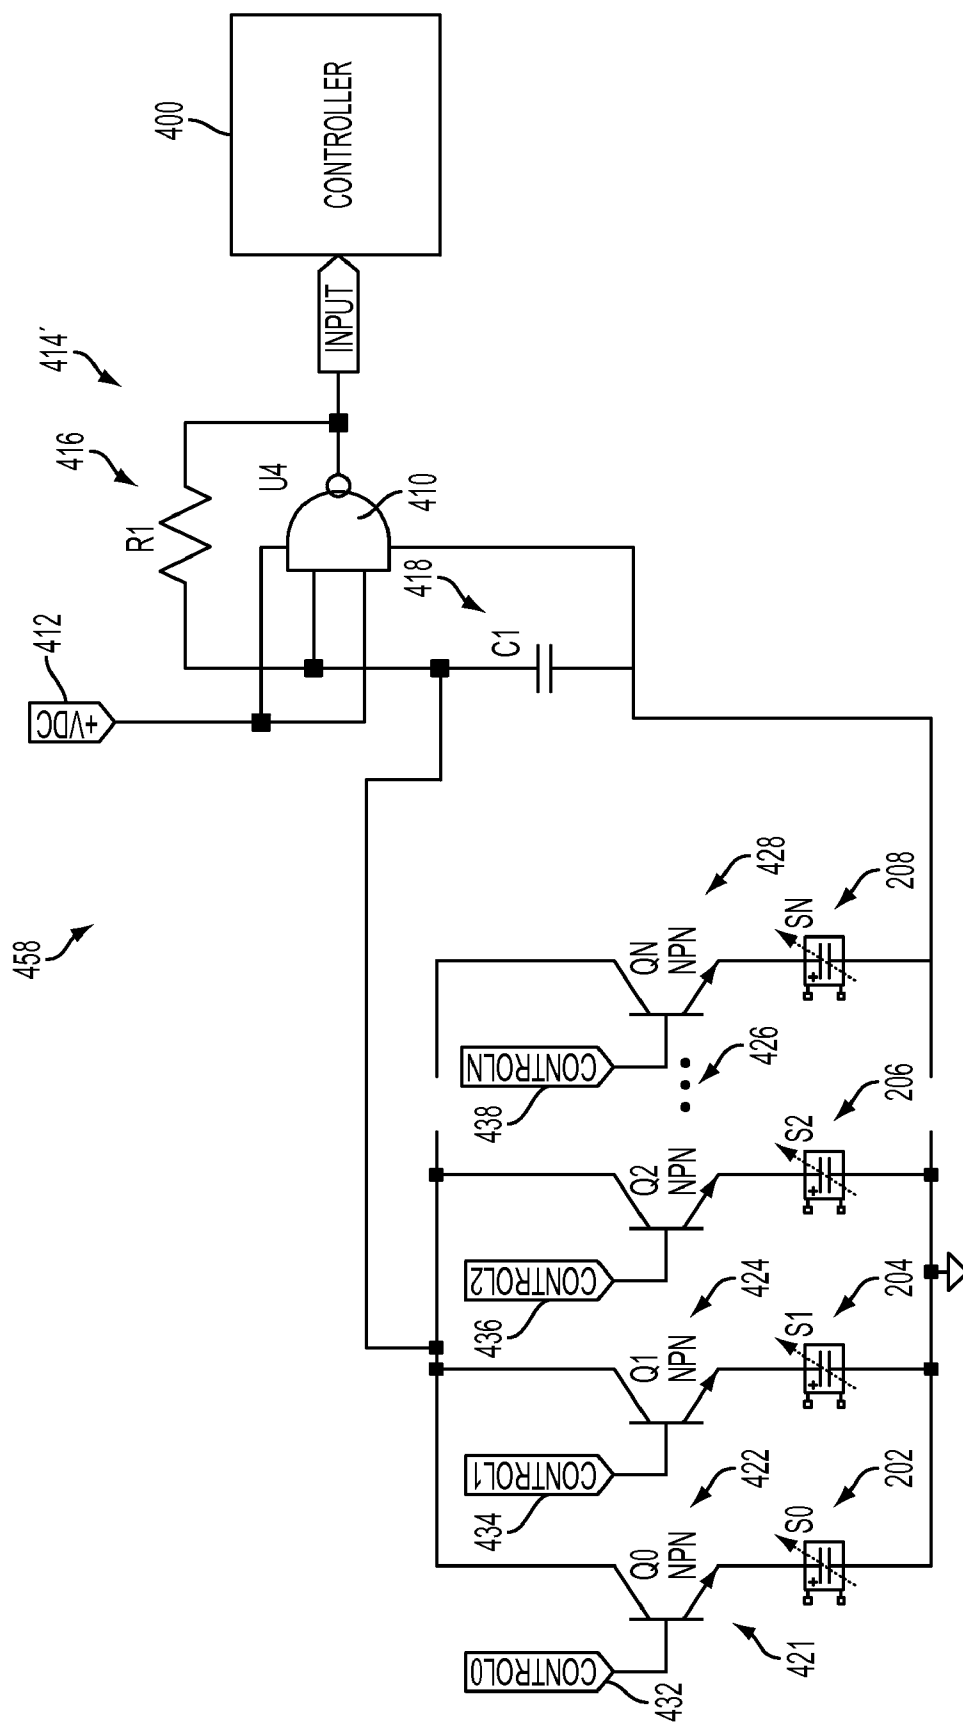 458
+VDC
412
R1
416
414′
U4
410
418
C1
INPUT
CONTROLLER
400
CONTROL0
432
CONTROL1
434
CONTROL2
436
CONTROLN
438
Q0
NPN
422
421
Q1
NPN
424
Q2
NPN
426
QN
NPN
428
S0
202
S1
204
S2
206
SN
208
+
+
+
+